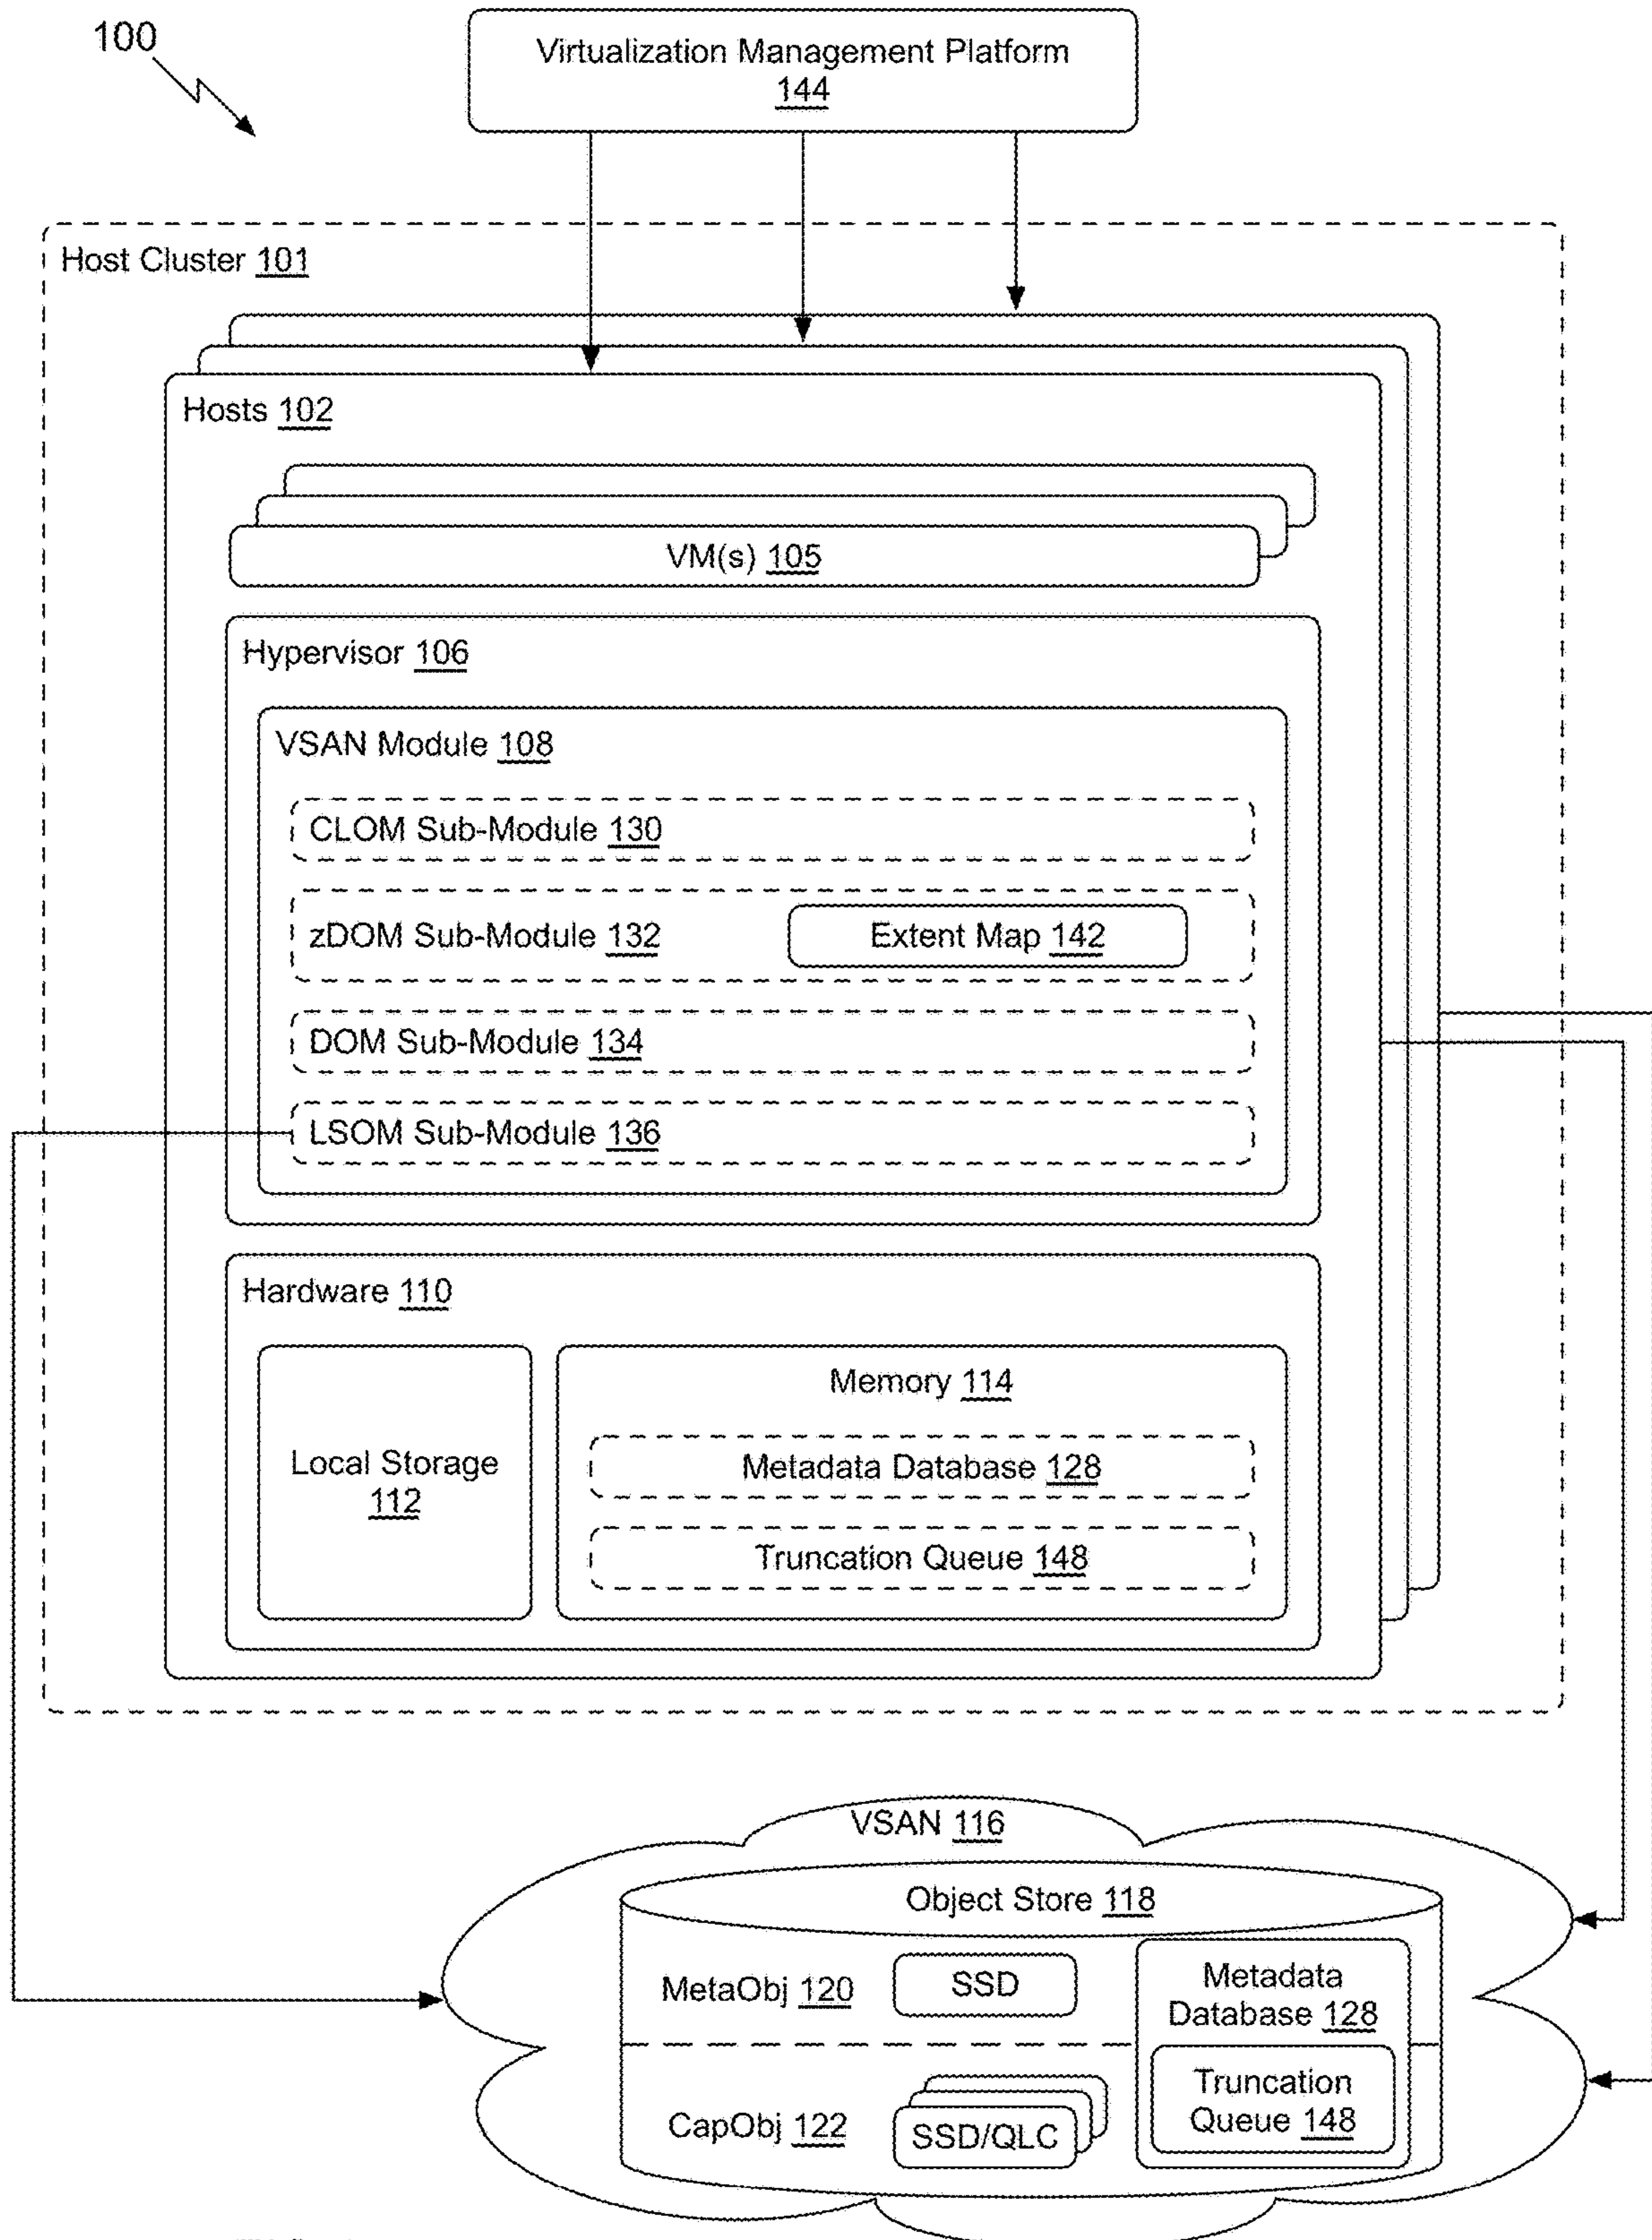 100
Virtualization Management Platform
144
Host Cluster 101
Hosts 102
VM(s) 105
Hypervisor 106
VSAN Module 108
CLOM Sub-Module 130
zDOM Sub-Module 132
Extent Map 142
DOM Sub-Module 134
LSOM Sub-Module 136
Hardware 110
Local Storage
112
Memory 114
Metadata Database 128
Truncation Queue 148
VSAN 116
Object Store 118
MetaObj 120
SSD
Metadata
Database 128
CapObj 122
SSD/QLC
Truncation
Queue 148